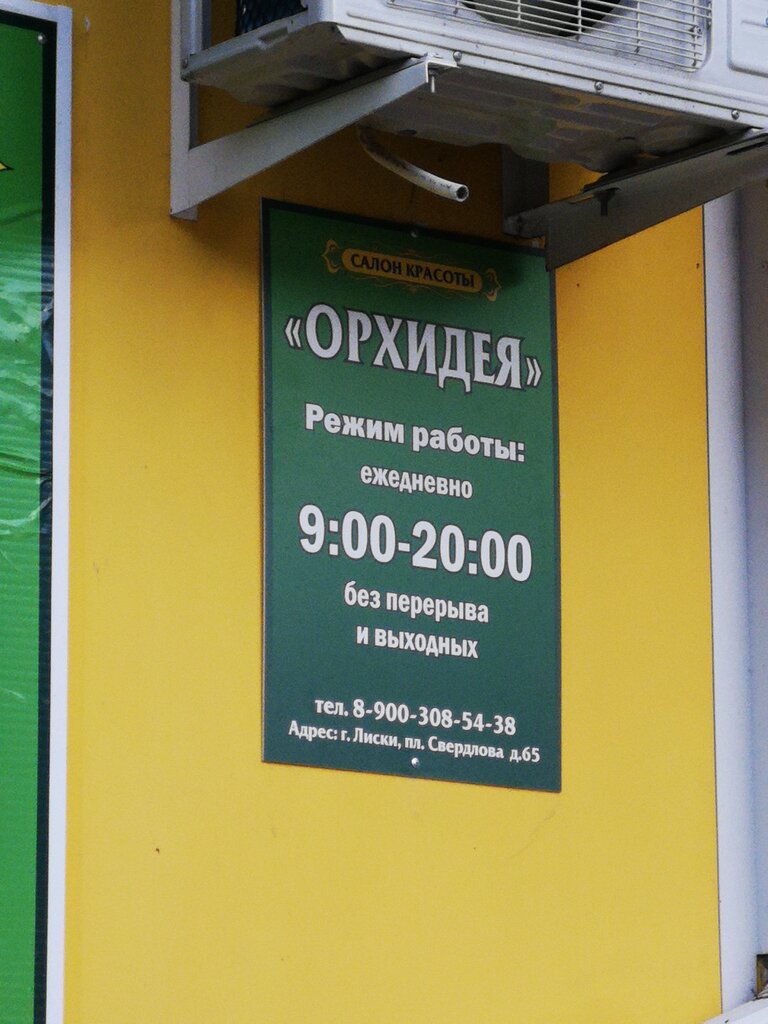 САЛОН КРАСОТЫ
«ОРХИДЕЯ»
Режим работы:
ежедневно
9:00-20:00
без перерыва
и выходных
тел. 8-900-308-54-38
Адрес: г. Лиски, пл. Свердлова д.65